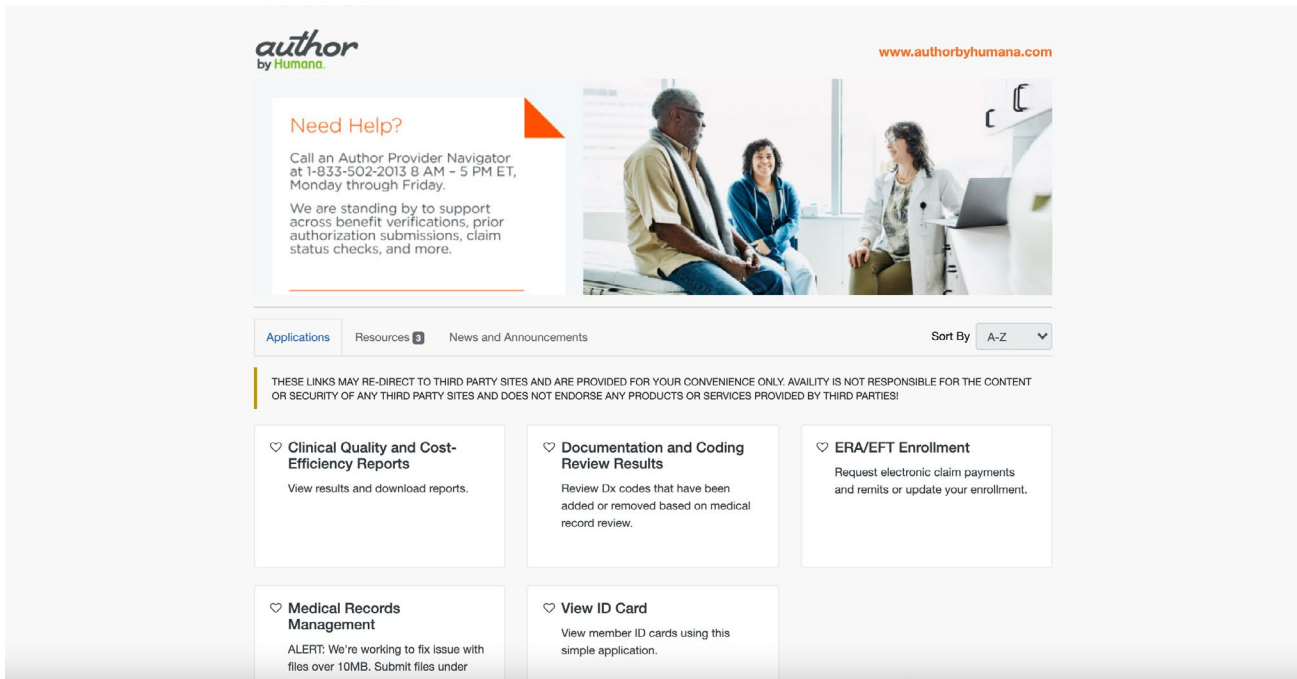 author
by Humana.
www.authorbyhumana.com
Need Help?
Call an Author Provider Navigator
at 1-833-502-2013 8 AM – 5 PM ET,
Monday through Friday.
We are standing by to support
across benefit verifications, prior
authorization submissions, claim
status checks, and more.
Applications
Resources 3
News and Announcements
Sort By A-Z
THESE LINKS MAY RE-DIRECT TO THIRD PARTY SITES AND ARE PROVIDED FOR YOUR CONVENIENCE ONLY. AVAILITY IS NOT RESPONSIBLE FOR THE CONTENT
OR SECURITY OF ANY THIRD PARTY SITES AND DOES NOT ENDORSE ANY PRODUCTS OR SERVICES PROVIDED BY THIRD PARTIES!
Clinical Quality and Cost-
Efficiency Reports
View results and download reports.
Documentation and Coding
Review Results
Review Dx codes that have been
added or removed based on medical
record review.
ERA/EFT Enrollment
Request electronic claim payments
and remits or update your enrollment.
Medical Records
Management
ALERT: We're working to fix issue with
files over 10MB. Submit files under
View ID Card
View member ID cards using this
simple application.